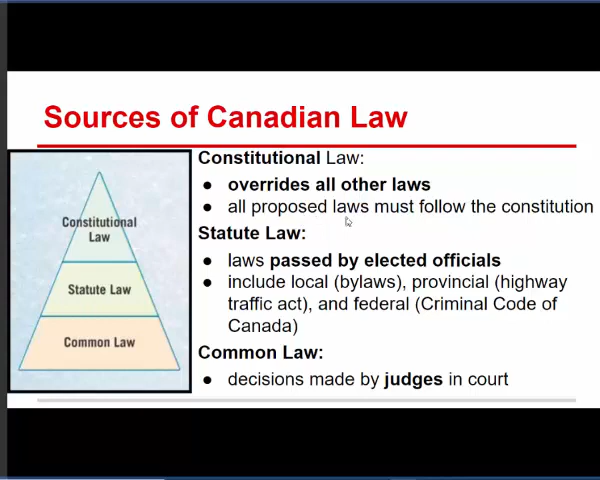 Sources of Canadian Law
Constitutional
Law
Statute Law
Common Law
Constitutional Law:
● overrides all other laws
● all proposed laws must follow the constitution
Statute Law:
● laws passed by elected officials
● include local (bylaws), provincial (highway
traffic act), and federal (Criminal Code of
Canada)
Common Law:
● decisions made by judges in court